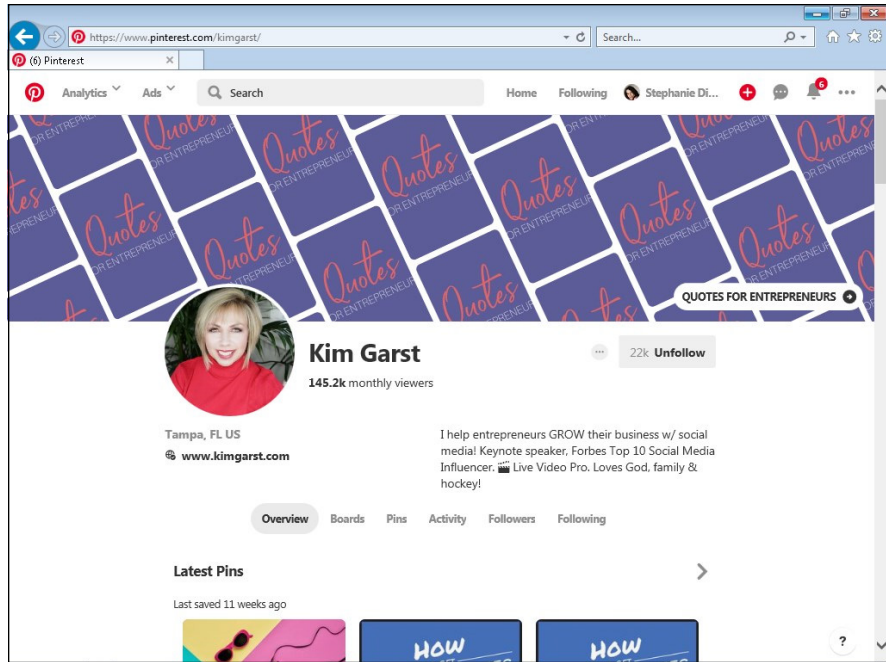 https://www.pinterest.com/kimgarst/
Search...
(6) Pinterest
Analytics
Ads
Search
Home
Following
Stephanie Di...
6
Quotes
OR ENTREPRENEUR
QUOTES FOR ENTREPRENEURS
Kim Garst
22k Unfollow
145.2k monthly viewers
Tampa, FL US
www.kimgarst.com
I help entrepreneurs GROW their business w/ social
media! Keynote speaker, Forbes Top 10 Social Media
Influencer. 🎬 Live Video Pro. Loves God, family &
hockey!
Overview
Boards
Pins
Activity
Followers
Following
Latest Pins
Last saved 11 weeks ago
HOW
HOW
?